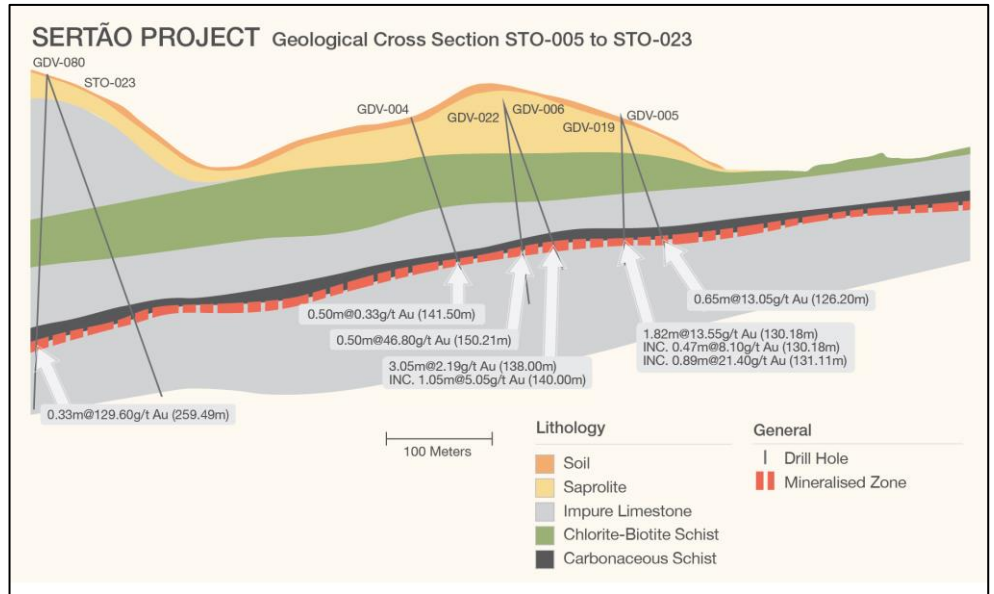 SERTÃO PROJECT Geological Cross Section STO-005 to STO-023
GDV-080
STO-023
GDV-004
GDV-022
GDV-006
GDV-019
GDV-005
0.65m@13.05g/t Au (126.20m)
0.50m@0.33g/t Au (141.50m)
1.82m@13.55g/t Au (130.18m)
INC. 0.47m@8.10g/t Au (130.18m)
INC. 0.89m@21.40g/t Au (131.11m)
0.50m@46.80g/t Au (150.21m)
3.05m@2.19g/t Au (138.00m)
INC. 1.05m@5.05g/t Au (140.00m)
0.33m@129.60g/t Au (259.49m)
100 Meters
Lithology
Soil
Saprolite
Impure Limestone
Chlorite-Biotite Schist
Carbonaceous Schist
General
Drill Hole
Mineralised Zone